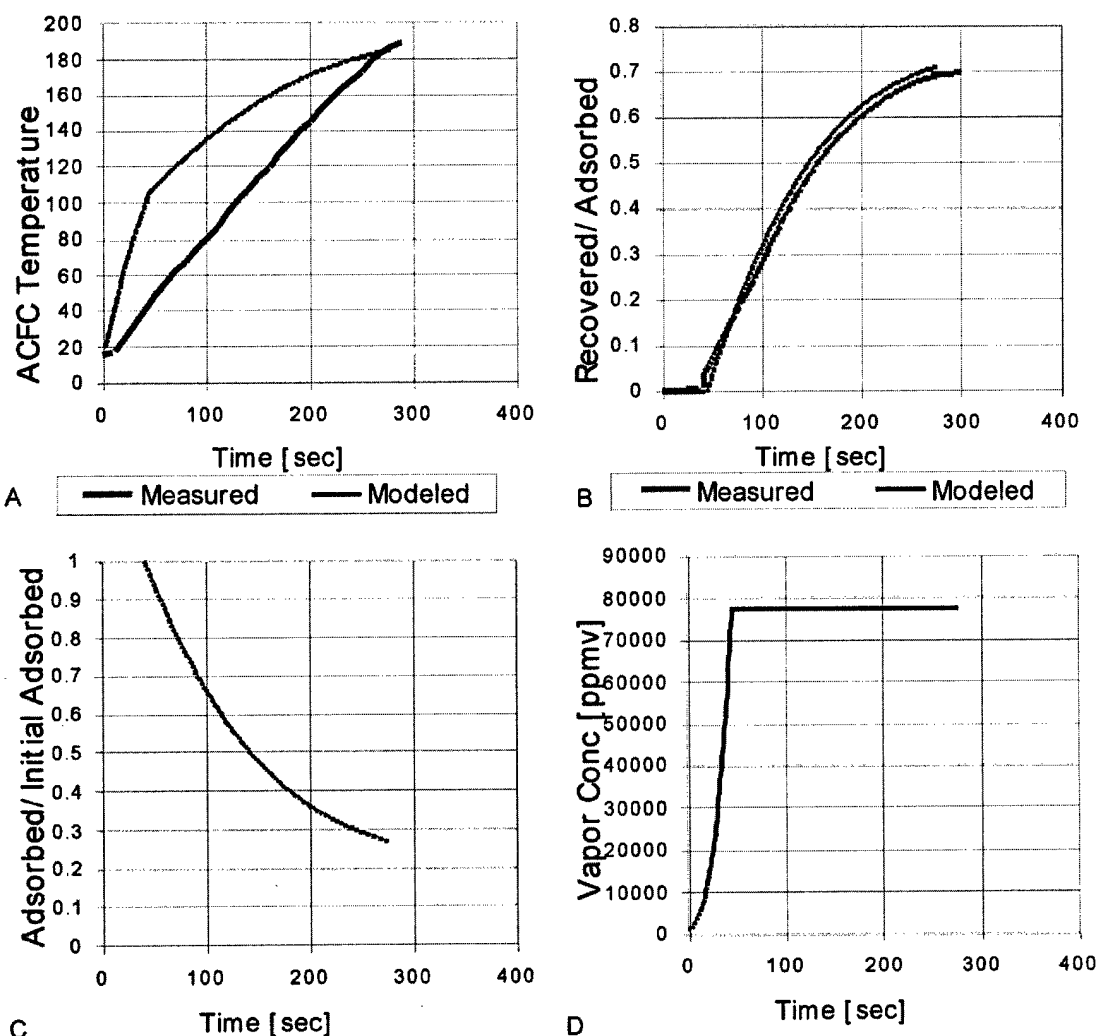 200
180
160
140
120
100
80
60
40
20
0
ACFC Temperature
0 100 200 300 400
Time [sec]
A
Measured Modeled
0.8
0.7
0.6
0.5
0.4
0.3
0.2
0.1
0
Recovered/ Adsorbed
0 100 200 300 400
Time [sec]
B
Measured Modeled
1
0.9
0.8
0.7
0.6
0.5
0.4
0.3
0.2
0.1
0
Adsorbed/ Initial Adsorbed
0 100 200 300 400
Time [sec]
C
90000
80000
70000
60000
50000
40000
30000
20000
10000
0
Vapor Conc [ppmv]
0 100 200 300 400
Time [sec]
D